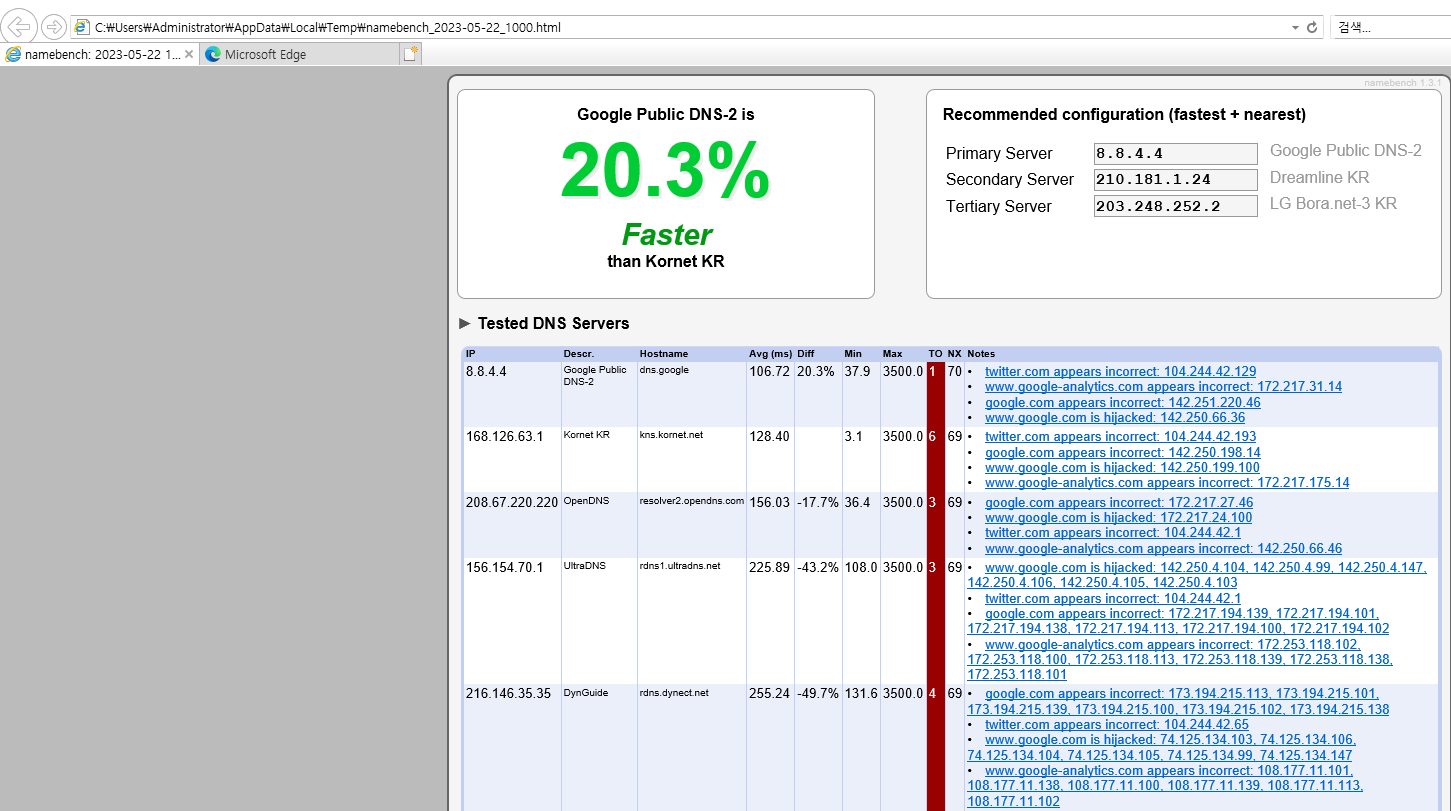 C:₩Users₩Administrator₩AppData₩Local₩Temp₩namebench_2023-05-22_1000.html
검색...
namebench: 2023-05-22 1...
Microsoft Edge
namebench 1.3.1
Google Public DNS-2 is
20.3%
Faster
than Kornet KR
Recommended configuration (fastest + nearest)
Primary Server 8.8.4.4 Google Public DNS-2
Secondary Server 210.181.1.24 Dreamline KR
Tertiary Server 203.248.252.2 LG Bora.net-3 KR
Tested DNS Servers
IP Descr. Hostname Avg (ms) Diff Min Max TO NX Notes
8.8.4.4 Google Public DNS-2 dns.google 106.72 20.3% 37.9 3500.0 1 70 • twitter.com appears incorrect: 104.244.42.129
• www.google-analytics.com appears incorrect: 172.217.31.14
• google.com appears incorrect: 142.251.220.46
• www.google.com is hijacked: 142.250.66.36
168.126.63.1 Kornet KR kns.kornet.net 128.40 3.1 3500.0 6 69 • twitter.com appears incorrect: 104.244.42.193
• google.com appears incorrect: 142.250.198.14
• www.google.com is hijacked: 142.250.199.100
• www.google-analytics.com appears incorrect: 172.217.175.14
208.67.220.220 OpenDNS resolver2.opendns.com 156.03 -17.7% 36.4 3500.0 3 69 • google.com appears incorrect: 172.217.27.46
• www.google.com is hijacked: 172.217.24.100
• twitter.com appears incorrect: 104.244.42.1
• www.google-analytics.com appears incorrect: 142.250.66.46
156.154.70.1 UltraDNS rdns1.ultradns.net 225.89 -43.2% 108.0 3500.0 3 69 • www.google.com is hijacked: 142.250.4.104, 142.250.4.99, 142.250.4.147,
142.250.4.106, 142.250.4.105, 142.250.4.103
• twitter.com appears incorrect: 104.244.42.1
• google.com appears incorrect: 172.217.194.139, 172.217.194.101,
172.217.194.138, 172.217.194.113, 172.217.194.100, 172.217.194.102
• www.google-analytics.com appears incorrect: 172.253.118.102,
172.253.118.100, 172.253.118.113, 172.253.118.139, 172.253.118.138,
172.253.118.101
216.146.35.35 DynGuide rdns.dynect.net 255.24 -49.7% 131.6 3500.0 4 69 • google.com appears incorrect: 173.194.215.113, 173.194.215.101,
173.194.215.139, 173.194.215.100, 173.194.215.102, 173.194.215.138
• twitter.com appears incorrect: 104.244.42.65
• www.google.com is hijacked: 74.125.134.103, 74.125.134.106,
74.125.134.104, 74.125.134.105, 74.125.134.99, 74.125.134.147
• www.google-analytics.com appears incorrect: 108.177.11.101,
108.177.11.138, 108.177.11.100, 108.177.11.139, 108.177.11.113,
108.177.11.102